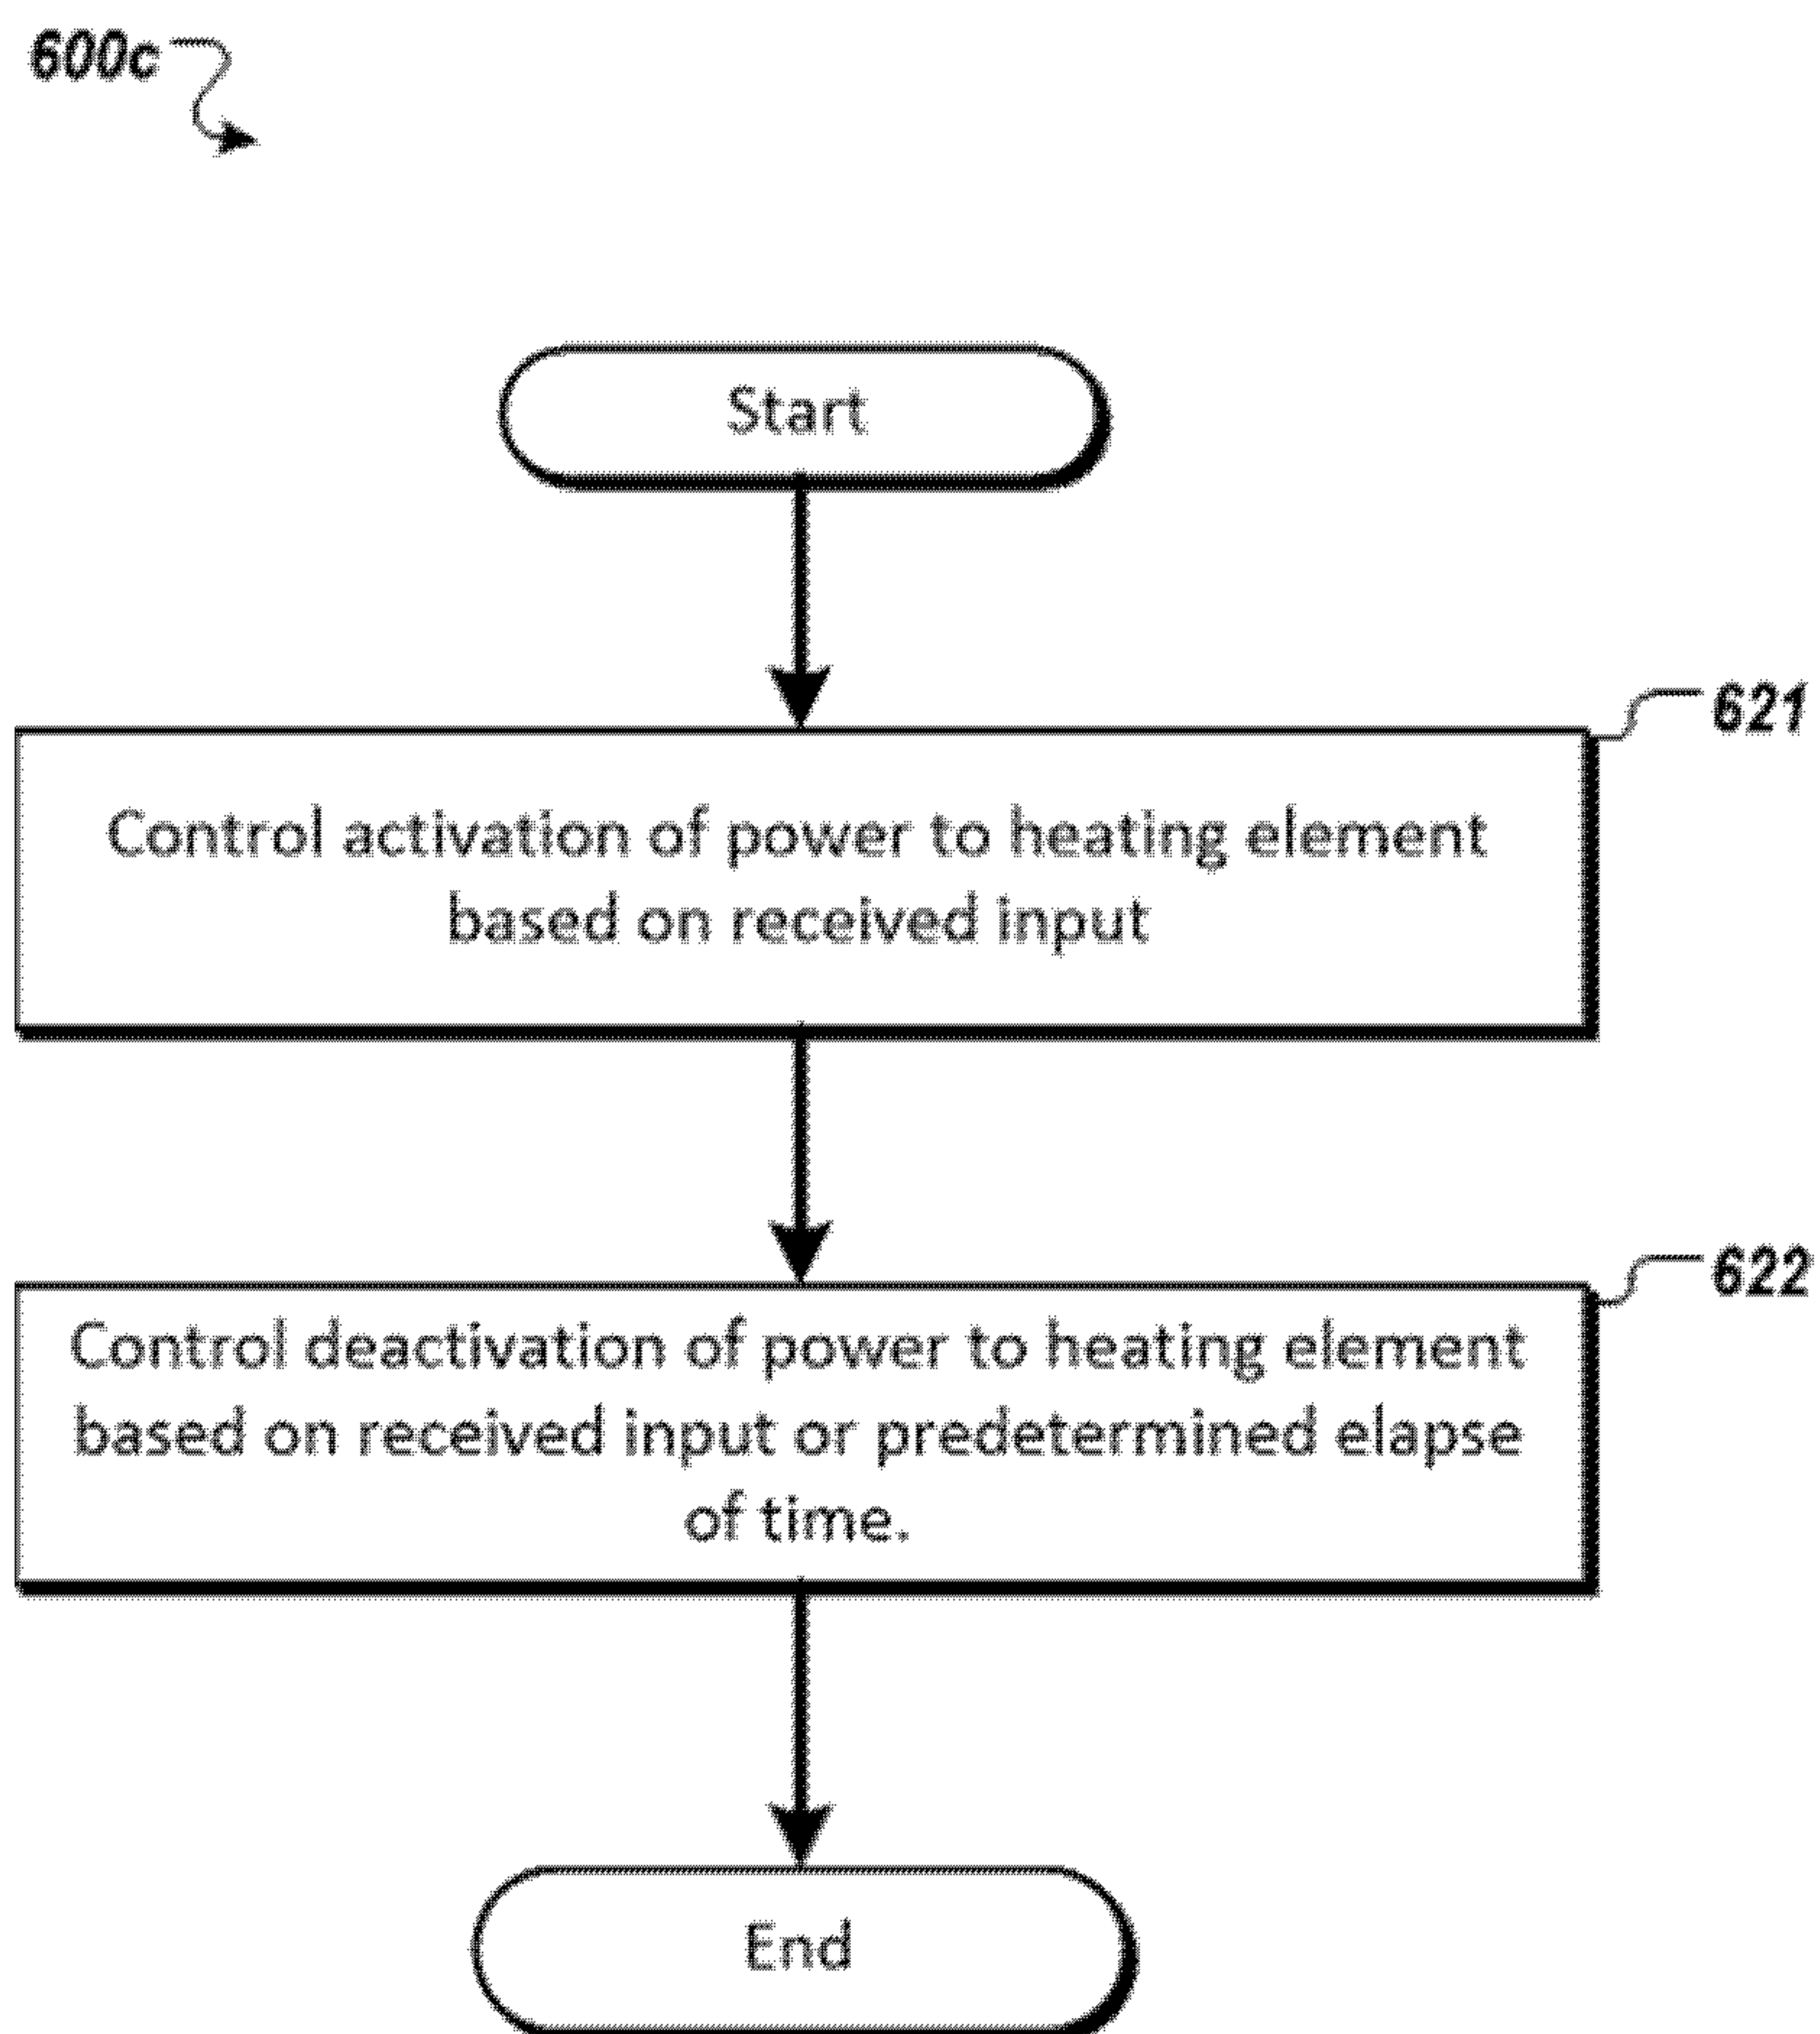 600c
Start
621
Control activation of power to heating element
based on received input
622
Control deactivation of power to heating element
based on received input or predetermined elapse
of time.
End